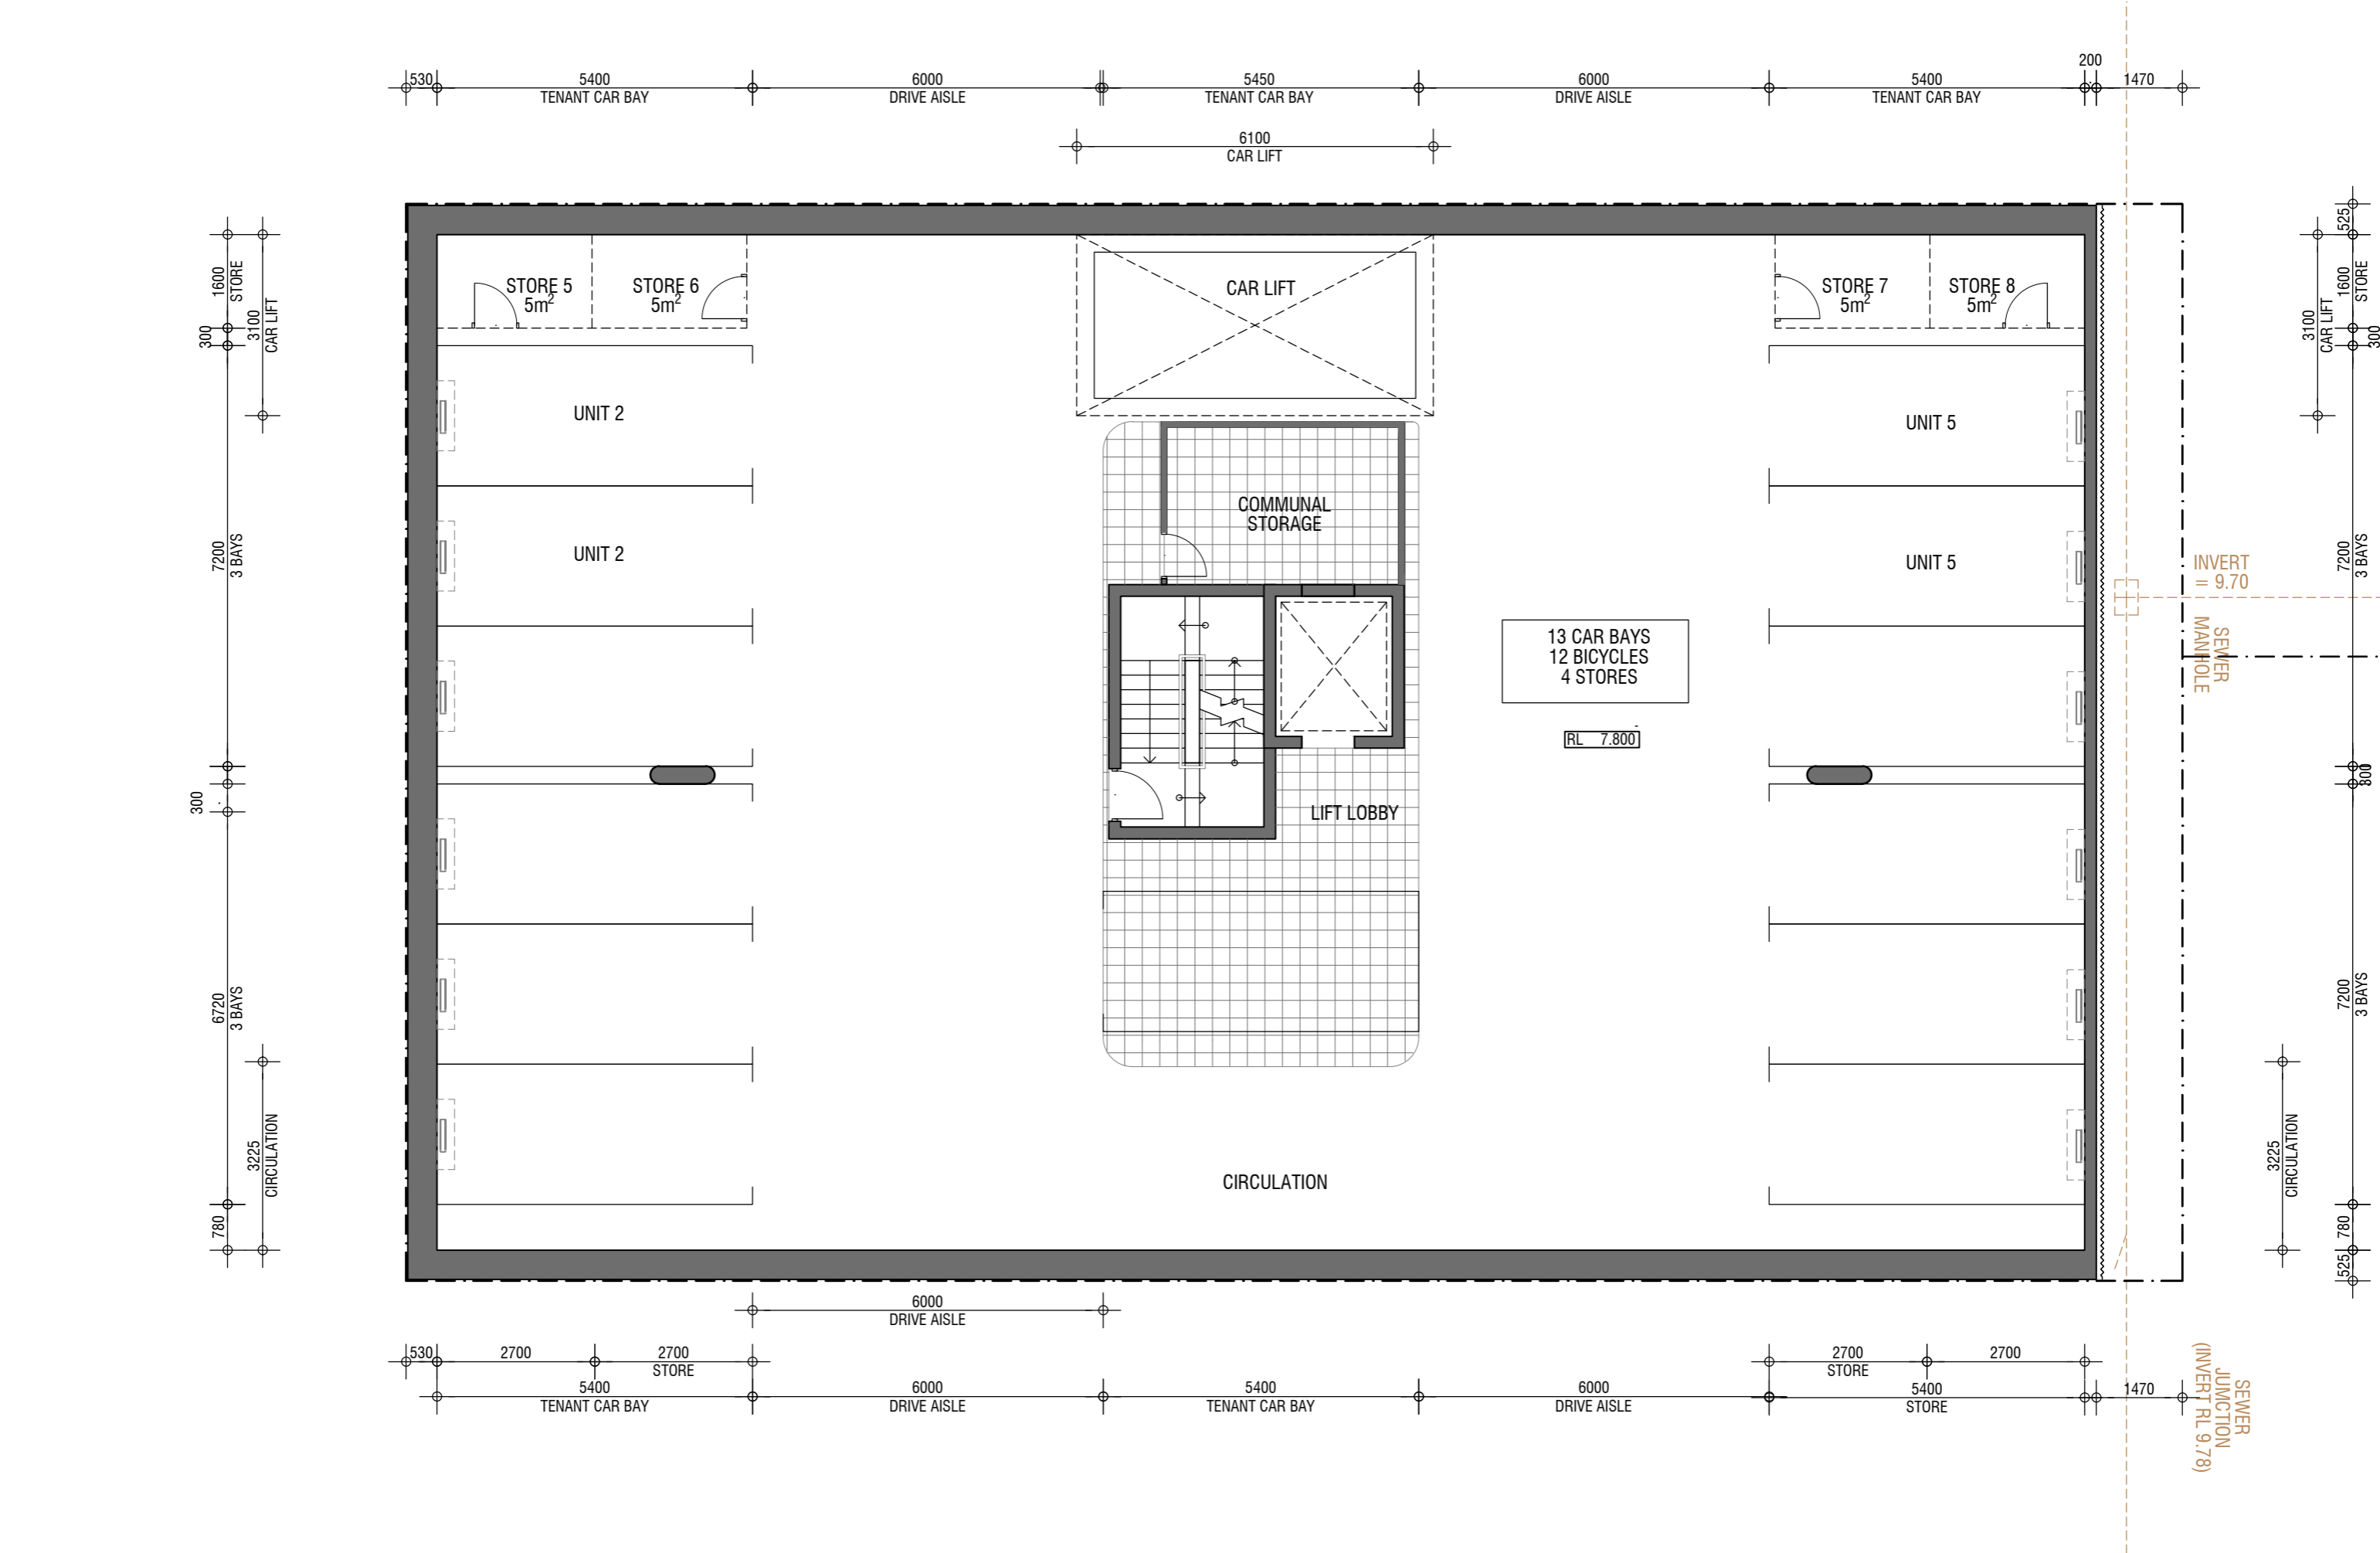 200
530
5400
6000
5450
6000
5400
1470
TENANT CAR BAY
DRIVE AISLE
TENANT CAR BAY
DRIVE AISLE
TENANT CAR BAY
6100
CAR LIFT
1600
STORE
300
3100
CAR LIFT
7200
3 BAYS
300
6720
3 BAYS
3225
CIRCULATION
780
STORE 5
5m²
STORE 6
5m²
CAR LIFT
STORE 7
5m²
STORE 8
5m²
UNIT 2
UNIT 5
COMMUNAL
STORAGE
UNIT 2
UNIT 5
13 CAR BAYS
12 BICYCLES
4 STORES
RL 7.800
LIFT LOBBY
CIRCULATION
525
1600
STORE
300
3100
CAR LIFT
7200
3 BAYS
300
7200
3 BAYS
3225
CIRCULATION
780
525
INVERT
= 9.70
SEWER
MANHOLE
6000
DRIVE AISLE
530
2700
2700
STORE
2700
STORE
2700
5400
TENANT CAR BAY
6000
DRIVE AISLE
5400
TENANT CAR BAY
6000
DRIVE AISLE
5400
STORE
1470
SEWER
JUMCTION
(INVERT RL 9.78)